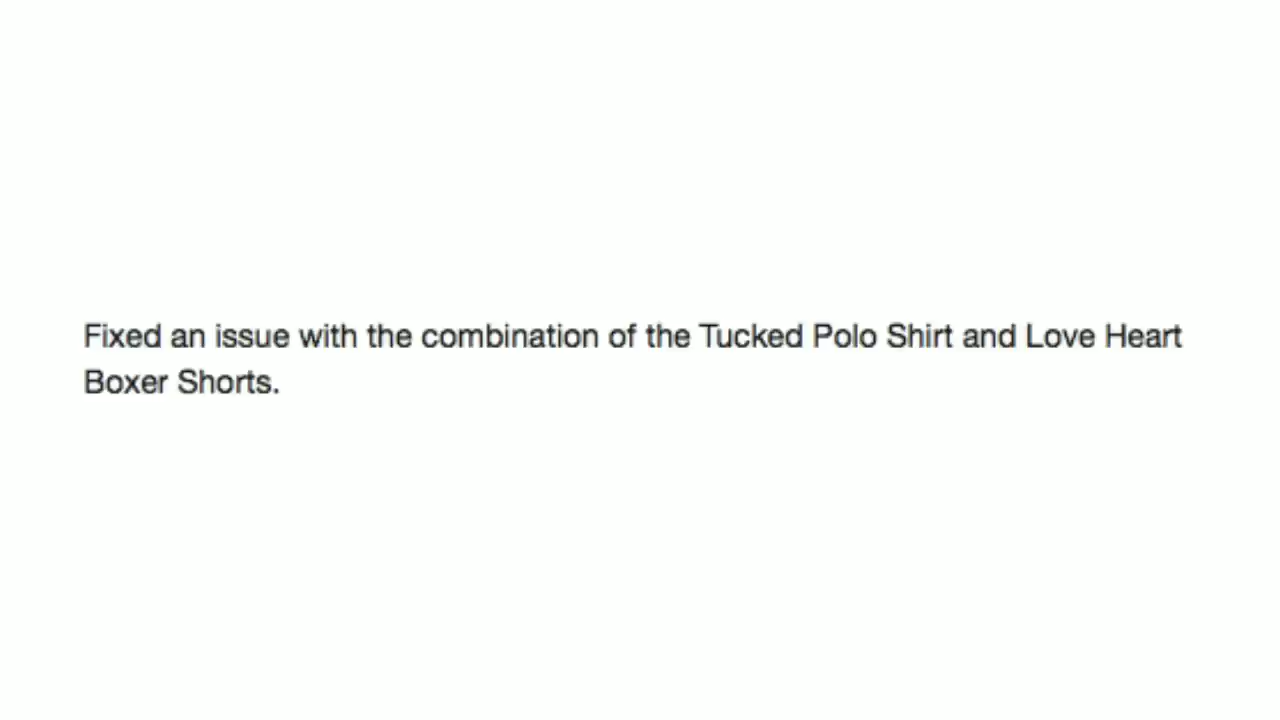 Fixed an issue with the combination of the Tucked Polo Shirt and Love Heart
Boxer Shorts.